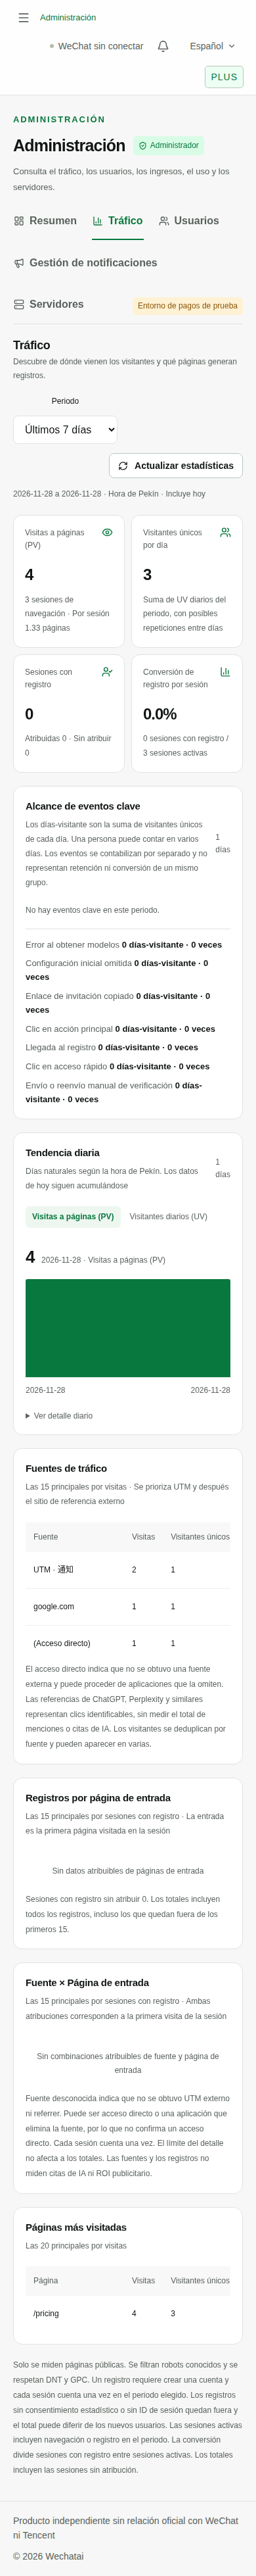 Administración
WeChat sin conectar
Español
PLUS
ADMINISTRACIÓN
Administración
Administrador
Consulta el tráfico, los usuarios, los ingresos, el uso y los
servidores.
Resumen
Tráfico
Usuarios
Gestión de notificaciones
Servidores
Entorno de pagos de prueba
Tráfico
Descubre de dónde vienen los visitantes y qué páginas generan
registros.
Periodo
Últimos 7 días
Actualizar estadísticas
2026-11-28 a 2026-11-28 · Hora de Pekín · Incluye hoy
Visitas a páginas
(PV)
4
3 sesiones de
navegación · Por sesión
1,33 páginas
Visitantes únicos
por día
3
Suma de UV diarios del
periodo, con posibles
repeticiones entre días
Sesiones con
registro
0
Atribuidas 0 · Sin atribuir
0
Conversión de
registro por sesión
0.0%
0 sesiones con registro /
3 sesiones activas
Alcance de eventos clave
Los días-visitante son la suma de visitantes únicos
de cada día. Una persona puede contar en varios
días. Los eventos se contabilizan por separado y no
representan retención ni conversión de un mismo
grupo.
1
días
No hay eventos clave en este periodo.
Error al obtener modelos 0 días-visitante · 0 veces
Configuración inicial omitida 0 días-visitante · 0
veces
Enlace de invitación copiado 0 días-visitante · 0
veces
Clic en acción principal 0 días-visitante · 0 veces
Llegada al registro 0 días-visitante · 0 veces
Clic en acceso rápido 0 días-visitante · 0 veces
Envío o reenvío manual de verificación 0 días-
visitante · 0 veces
Tendencia diaria
Días naturales según la hora de Pekín. Los datos
de hoy siguen acumulándose
1
días
Visitas a páginas (PV)
Visitantes diarios (UV)
4 2026-11-28 · Visitas a páginas (PV)
2026-11-28
2026-11-28
Ver detalle diario
Fuentes de tráfico
Las 15 principales por visitas · Se prioriza UTM y después
el sitio de referencia externo
Fuente Visitas Visitantes únicos
UTM · 通知 2 1
google.com 1 1
(Acceso directo) 1 1
El acceso directo indica que no se obtuvo una fuente
externa y puede proceder de aplicaciones que la omiten.
Las referencias de ChatGPT, Perplexity y similares
representan clics identificables, sin medir el total de
menciones o citas de IA. Los visitantes se deduplican por
fuente y pueden aparecer en varias.
Registros por página de entrada
Las 15 principales por sesiones con registro · La entrada
es la primera página visitada en la sesión
Sin datos atribuibles de páginas de entrada
Sesiones con registro sin atribuir 0. Los totales incluyen
todos los registros, incluso los que quedan fuera de los
primeros 15.
Fuente × Página de entrada
Las 15 principales por sesiones con registro · Ambas
atribuciones corresponden a la primera visita de la sesión
Sin combinaciones atribuibles de fuente y página de
entrada
Fuente desconocida indica que no se obtuvo UTM externo
ni referrer. Puede ser acceso directo o una aplicación que
elimina la fuente, por lo que no confirma un acceso
directo. Cada sesión cuenta una vez. El límite del detalle
no afecta a los totales. Las fuentes y los registros no
miden citas de IA ni ROI publicitario.
Páginas más visitadas
Las 20 principales por visitas
Página Visitas Visitantes únicos
/pricing 4 3
Solo se miden páginas públicas. Se filtran robots conocidos y se
respetan DNT y GPC. Un registro requiere crear una cuenta y
cada sesión cuenta una vez en el periodo elegido. Los registros
sin consentimiento estadístico o sin ID de sesión quedan fuera y
el total puede diferir de los nuevos usuarios. Las sesiones activas
incluyen navegación o registro en el periodo. La conversión
divide sesiones con registro entre sesiones activas. Los totales
incluyen las sesiones sin atribución.
Producto independiente sin relación oficial con WeChat
ni Tencent
© 2026 Wechatai